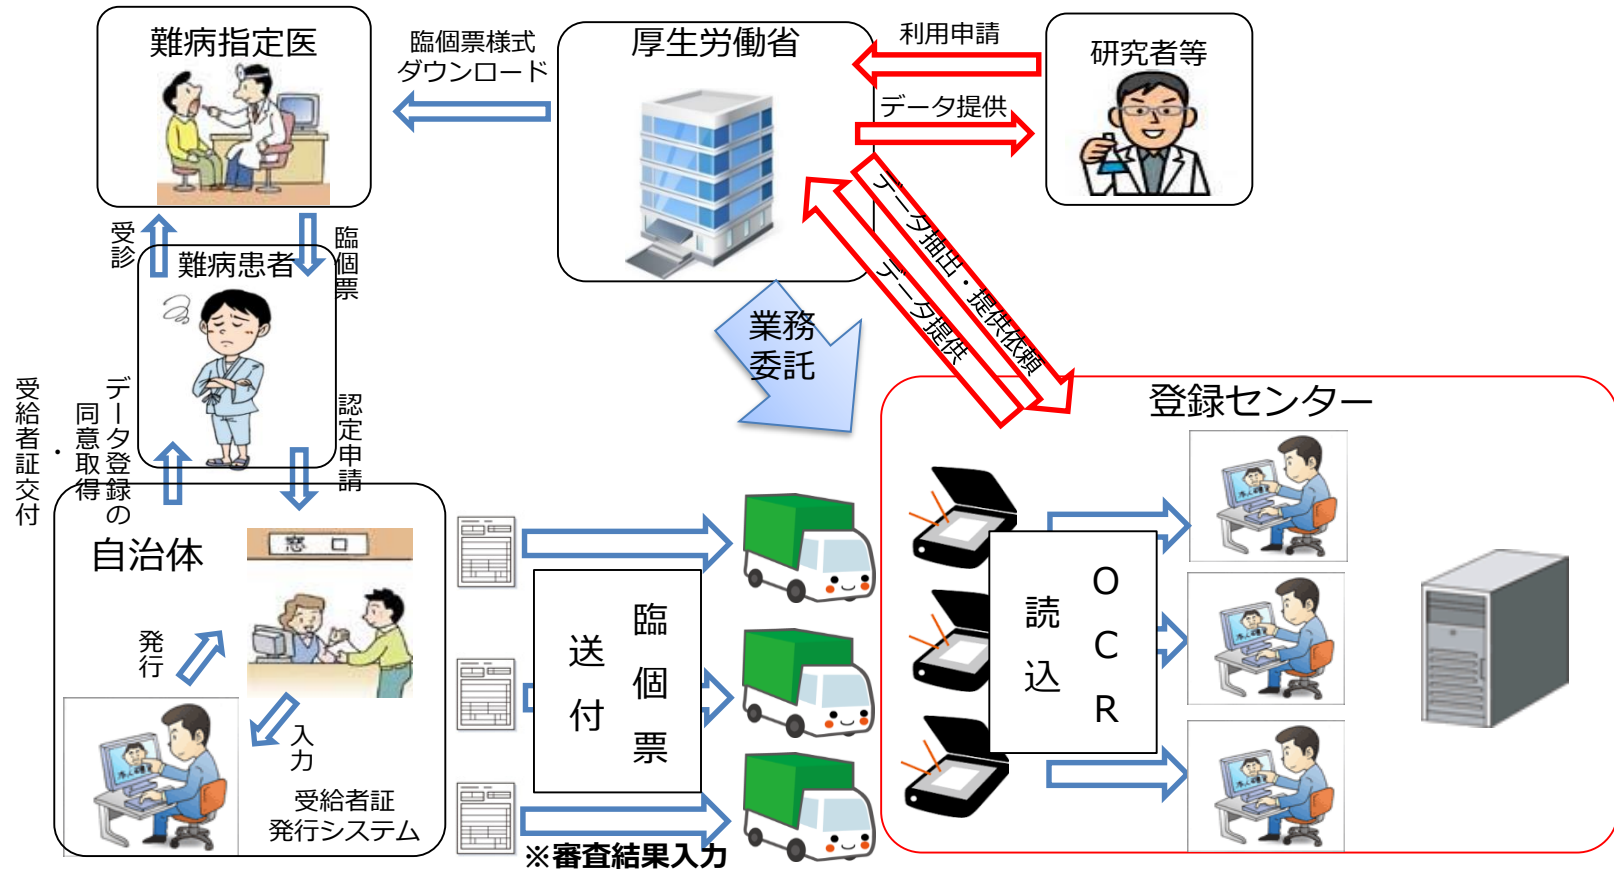 難病指定医
臨個票様式
ダウンロード
厚生労働省
利用申請
データ提供
研究者等
受診
臨個票
難病患者
データ抽出・提供依頼
データ提供
業務
委託
受給者証交付
・
データ登録の
同意取得
認定申請
自治体
窓口
発行
入力
受給者証
発行システム
臨個票
送付
※審査結果入力
登録センター
OCR
読込